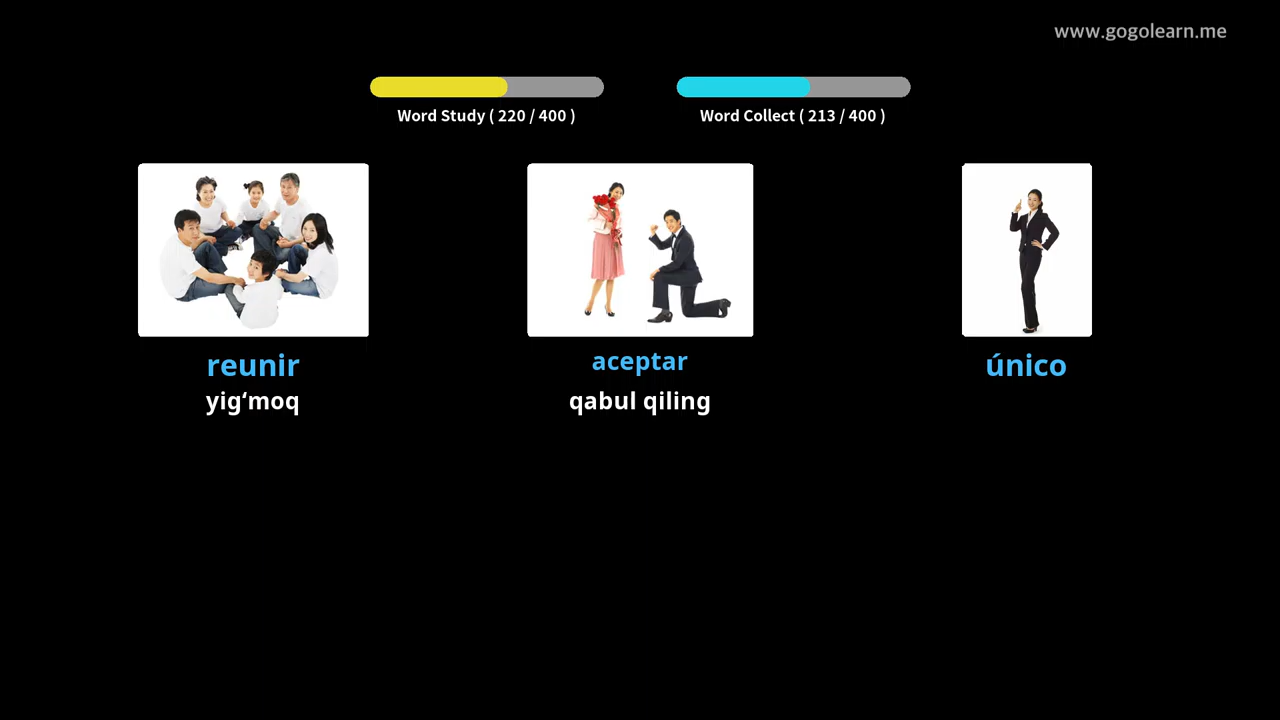 www.gogolearn.me
Word Study ( 220 / 400 )
Word Collect ( 213 / 400 )
reunir
yig‘moq
aceptar
qabul qiling
único